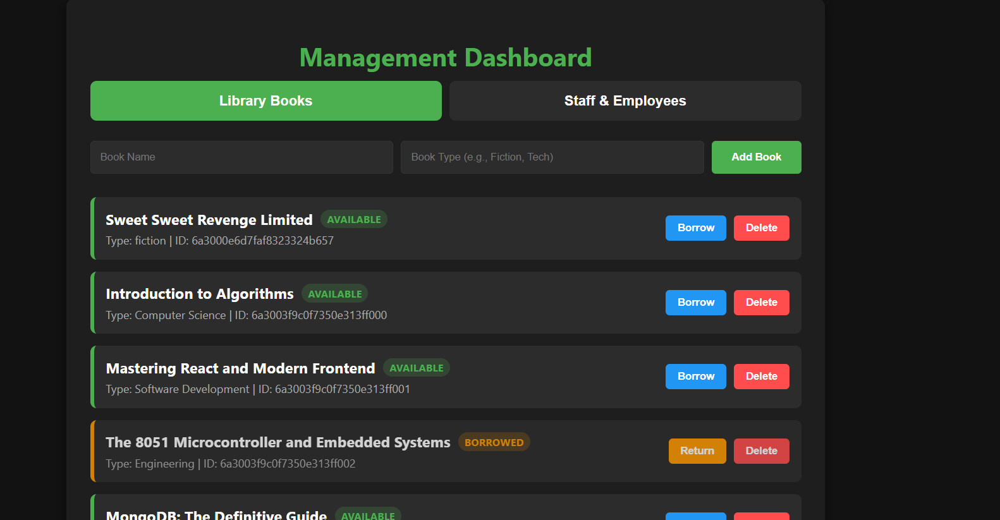 Management Dashboard
Library Books
Staff & Employees
Book Name
Book Type (e.g., Fiction, Tech)
Add Book
Sweet Sweet Revenge Limited AVAILABLE
Type: fiction | ID: 6a3000e6d7faf8323324b657
Borrow
Delete
Introduction to Algorithms AVAILABLE
Type: Computer Science | ID: 6a3003f9c0f7350e313ff000
Borrow
Delete
Mastering React and Modern Frontend AVAILABLE
Type: Software Development | ID: 6a3003f9c0f7350e313ff001
Borrow
Delete
The 8051 Microcontroller and Embedded Systems BORROWED
Type: Engineering | ID: 6a3003f9c0f7350e313ff002
Return
Delete
MongoDB: The Definitive Guide AVAILABLE